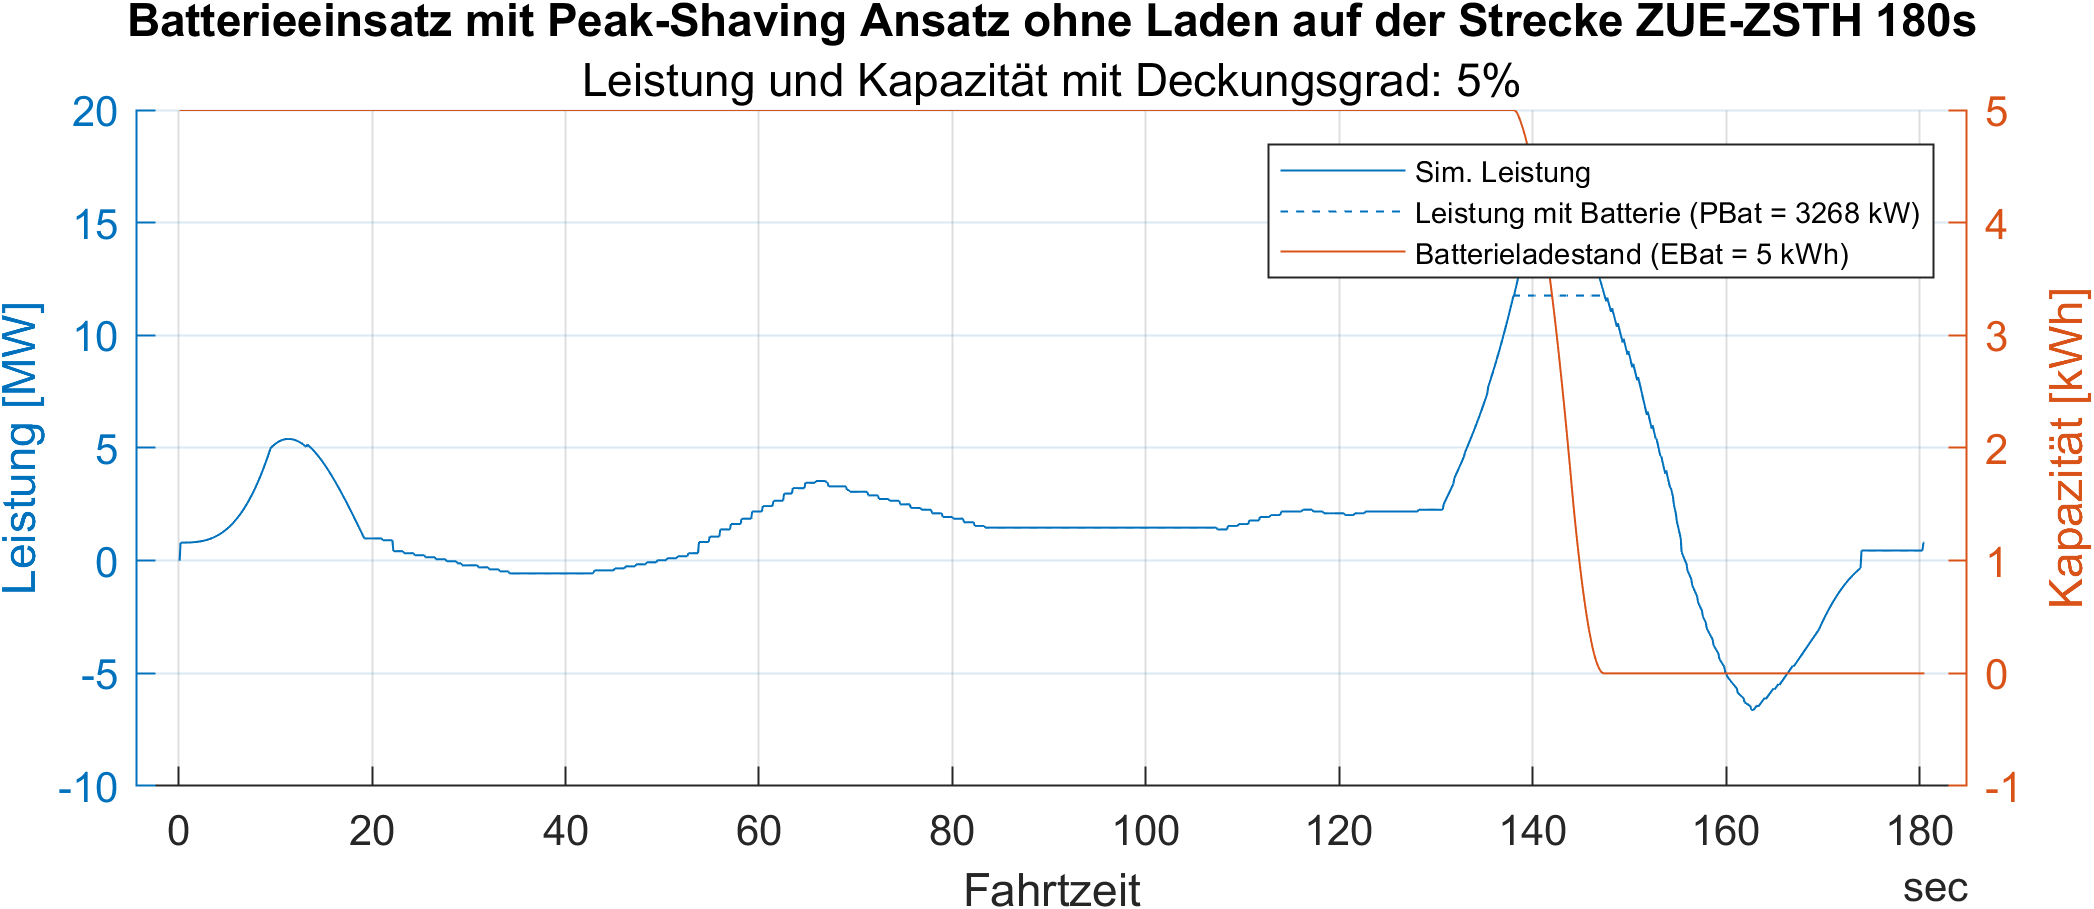 Batterieeinsatz mit Peak-Shaving Ansatz ohne Laden auf der Strecke ZUE-ZSTH 180s
Leistung und Kapazität mit Deckungsgrad: 5%
Leistung [MW]
20
15
10
5
0
-5
-10
Sim. Leistung
Leistung mit Batterie (PBat = 3268 kW)
Batterieladestand (EBat = 5 kWh)
5
4
3
2
1
0
-1
Kapazität [kWh]
0 20 40 60 80 100 120 140 160 180
Fahrtzeit
sec